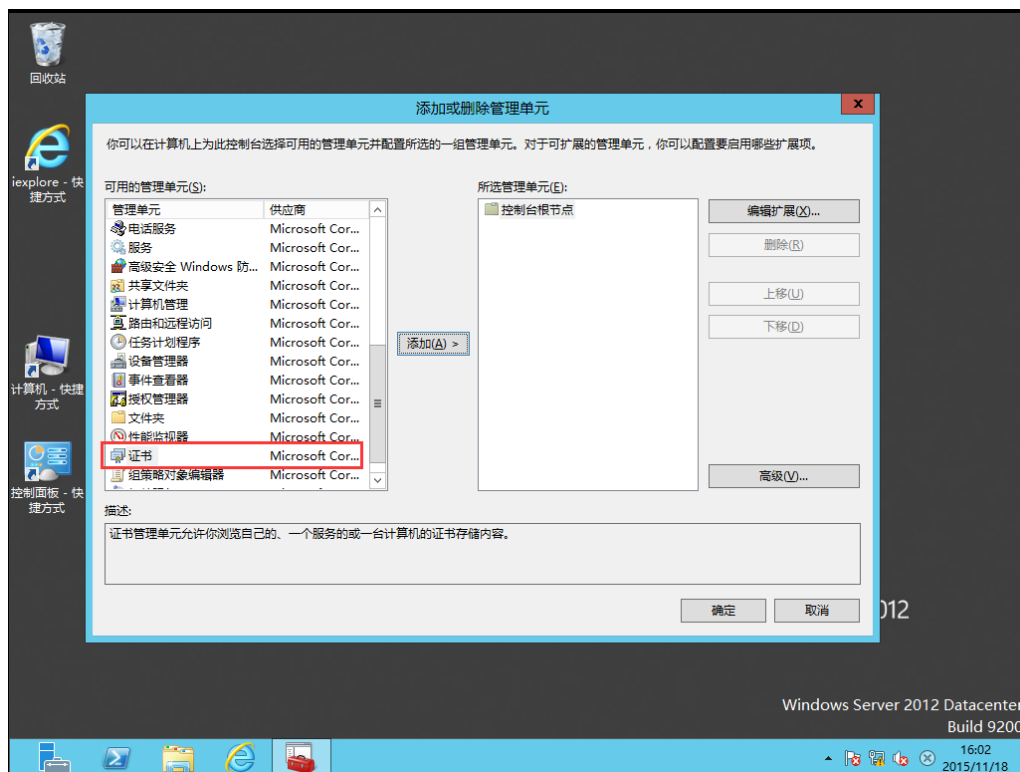 回收站
iexplore - 快
捷方式
计算机 - 快捷
方式
控制面板 - 快
捷方式
添加或删除管理单元
x
你可以在计算机上为此控制台选择可用的管理单元并配置所选的一组管理单元。对于可扩展的管理单元，你可以配置要启用哪些扩展项。
可用的管理单元(S):
管理单元 供应商
电话服务 Microsoft Cor...
服务 Microsoft Cor...
高级安全 Windows 防... Microsoft Cor...
共享文件夹 Microsoft Cor...
计算机管理 Microsoft Cor...
路由和远程访问 Microsoft Cor...
任务计划程序 Microsoft Cor...
设备管理器 Microsoft Cor...
事件查看器 Microsoft Cor...
授权管理器 Microsoft Cor...
文件夹 Microsoft Cor...
性能监视器 Microsoft Cor...
证书 Microsoft Cor...
组策略对象编辑器 Microsoft Cor...
添加(A) >
所选管理单元(E):
控制台根节点
编辑扩展(X)...
删除(R)
上移(U)
下移(D)
高级(V)...
描述:
证书管理单元允许你浏览自己的、一个服务的或一台计算机的证书存储内容。
确定
取消
012
Windows Server 2012 Datacenter
Build 9200
16:02
2015/11/18